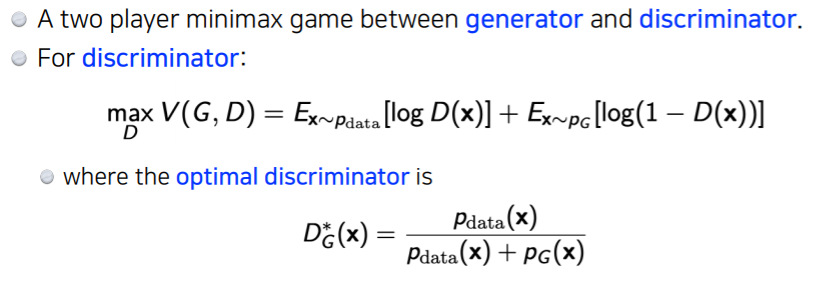 A two player minimax game between generator and discriminator.
For discriminator:
max_D V(G, D) = E_{x∼p_data}[log D(x)] + E_{x∼p_G}[log(1 − D(x))]
where the optimal discriminator is
D*_G(x) = p_data(x) / (p_data(x) + p_G(x))